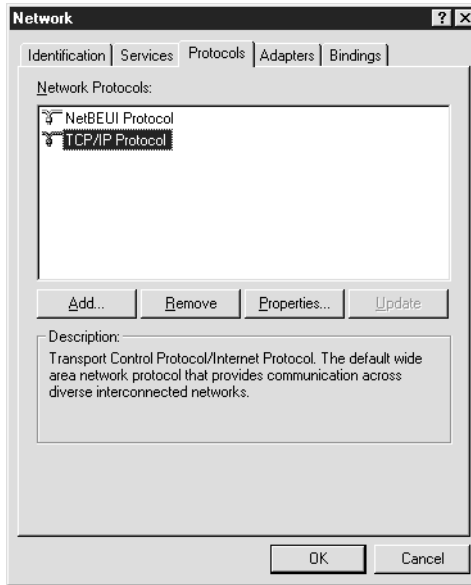 Network
Identification Services Protocols Adapters Bindings
Network Protocols:
NetBEUI Protocol
TCP/IP Protocol
Add... Remove Properties... Update
Description:
Transport Control Protocol/Internet Protocol. The default wide
area network protocol that provides communication across
diverse interconnected networks.
OK Cancel